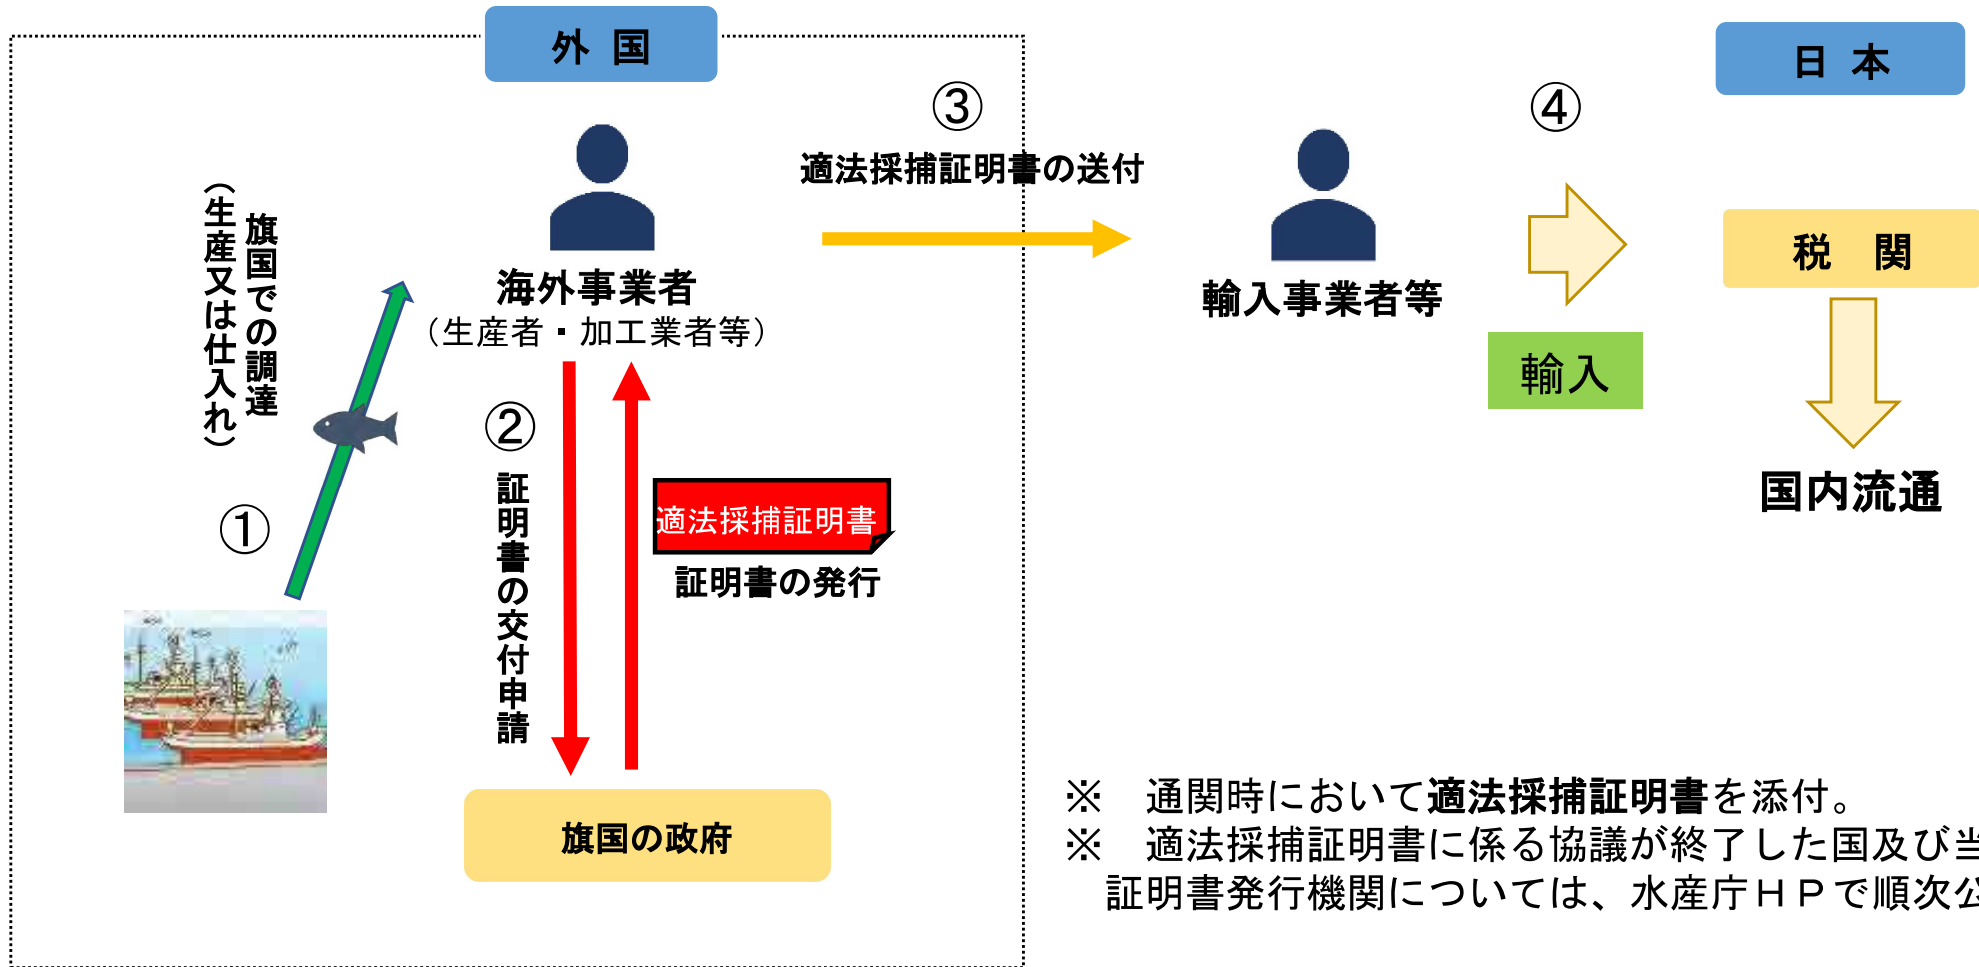 外 国
日 本
③
適法採捕証明書の送付
④
旗国での調達
（生産又は仕入れ）
①
海外事業者
（生産者・加工業者等）
②
証明書の交付申請
適法採捕証明書
証明書の発行
旗国の政府
輸入事業者等
輸入
税 関
国内流通
※ 通関時において適法採捕証明書を添付。
※ 適法採捕証明書に係る協議が終了した国及び当
証明書発行機関については、水産庁ＨＰで順次公